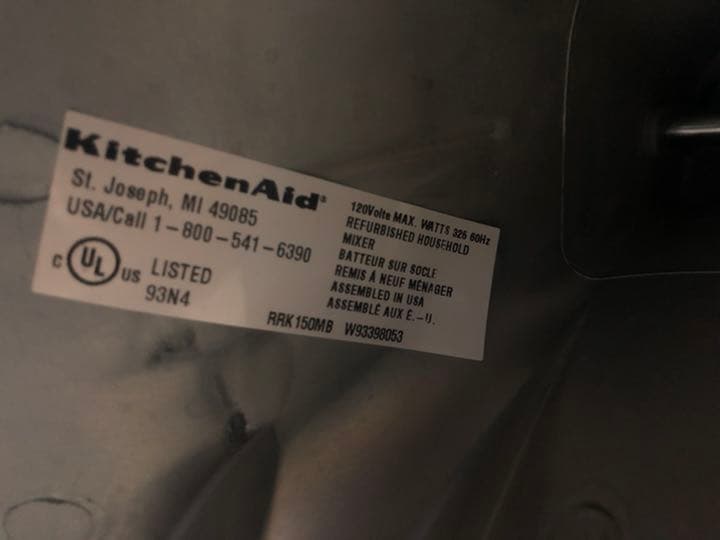 KitchenAid®
St. Joseph, MI 49085
USA/Call 1-800-541-6390
C UL US LISTED
93N4
120Volts MAX. WATTS 325 60Hz
REFURBISHED HOUSEHOLD
MIXER
BATTEUR SUR SOCLE
REMIS À NEUF MÉNAGER
ASSEMBLED IN USA
ASSEMBLÉ AUX É.-U.
RRK150MB W93398053